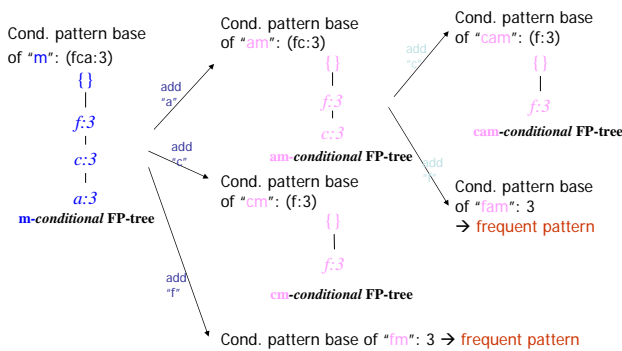 Cond. pattern base
of "m": (fca:3)
{}
f:3
c:3
a:3
m-conditional FP-tree
add
"a"
add
"c"
add
"f"
Cond. pattern base
of "am": (fc:3)
{}
f:3
c:3
am-conditional FP-tree
Cond. pattern base
of "cm": (f:3)
{}
f:3
cm-conditional FP-tree
add
"c"
add
Cond. pattern base
of "cam": (f:3)
{}
f:3
cam-conditional FP-tree
Cond. pattern base
of "fam": 3
→ frequent pattern
Cond. pattern base of "fm": 3 → frequent pattern